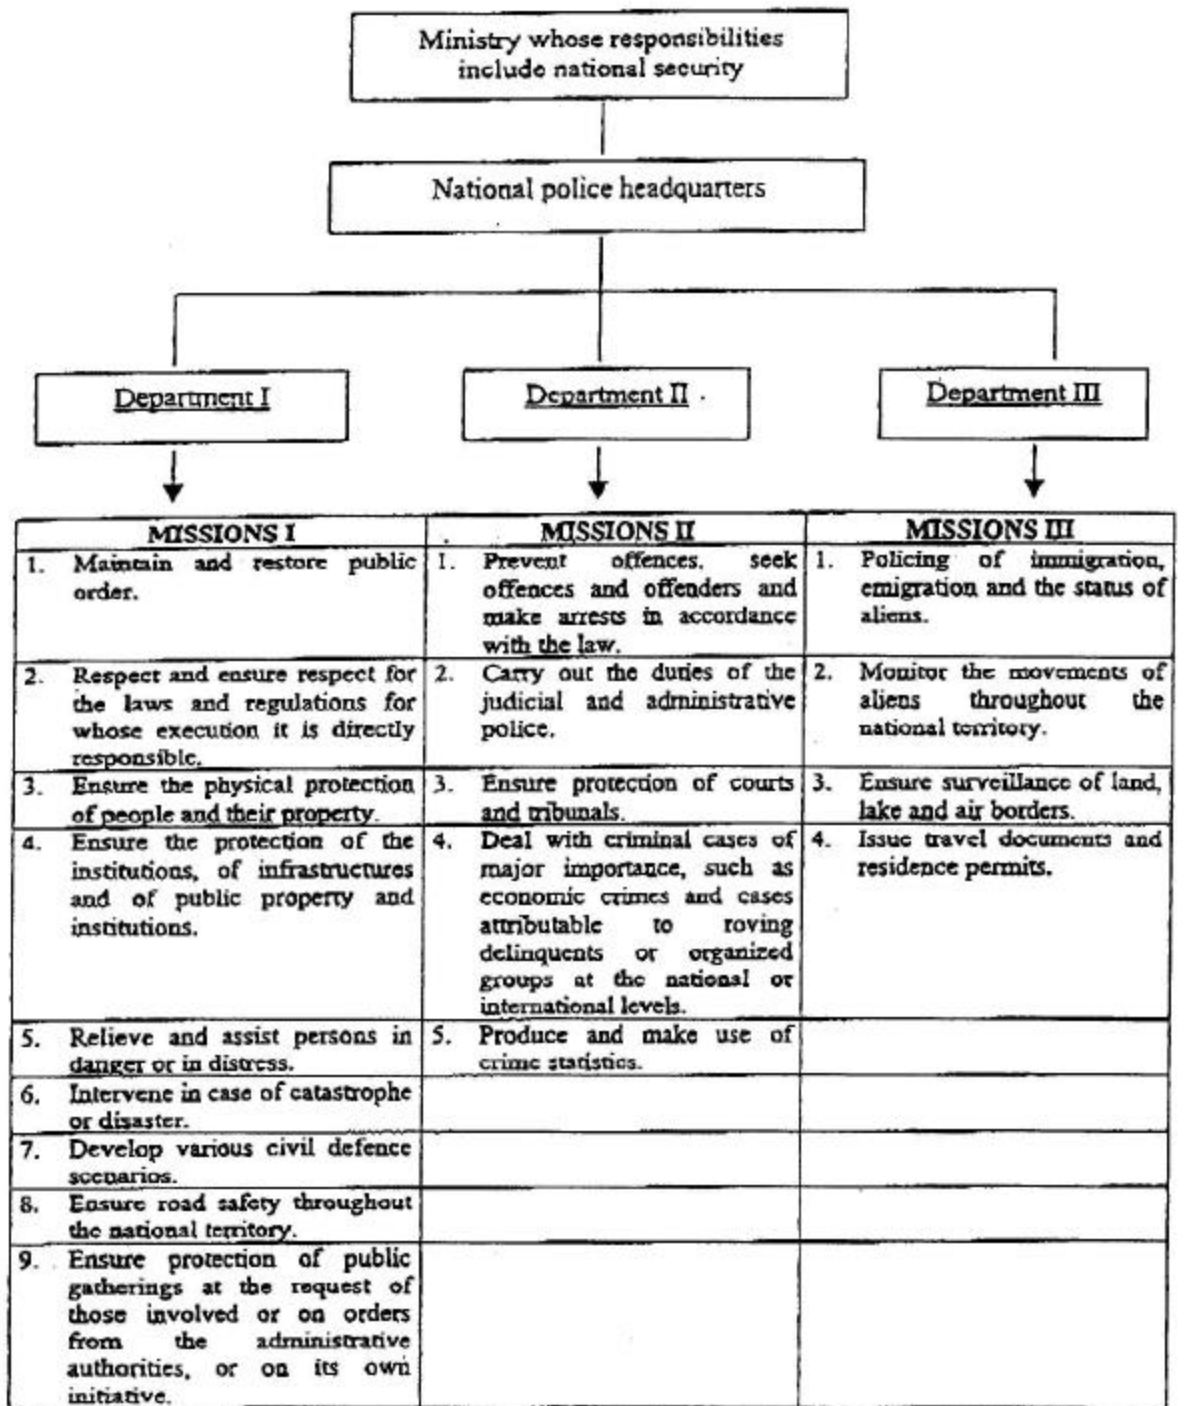 Ministry whose responsibilities
include national security
National police headquarters
Department I
Department II
Department III
MISSIONS I
MISSIONS II
MISSIONS III
1. Maintain and restore public
order.
1. Prevent offences, seek
offences and offenders and
make arrests in accordance
with the law.
1. Policing of immigration,
emigration and the status of
aliens.
2. Respect and ensure respect for
the laws and regulations for
whose execution it is directly
responsible.
2. Carry out the duties of the
judicial and administrative
police.
2. Monitor the movements of
aliens throughout the
national territory.
3. Ensure the physical protection
of people and their property.
3. Ensure protection of courts
and tribunals.
3. Ensure surveillance of land,
lake and air borders.
4. Ensure the protection of the
institutions, of infrastructures
and of public property and
institutions.
4. Deal with criminal cases of
major importance, such as
economic crimes and cases
attributable to roving
delinquents or organized
groups at the national or
international levels.
4. Issue travel documents and
residence permits.
5. Relieve and assist persons in
danger or in distress.
5. Produce and make use of
crime statistics.
6. Intervene in case of catastrophe
or disaster.
7. Develop various civil defence
scenarios.
8. Ensure road safety throughout
the national territory.
9. Ensure protection of public
gatherings at the request of
those involved or on orders
from the administrative
authorities, or on its own
initiative.